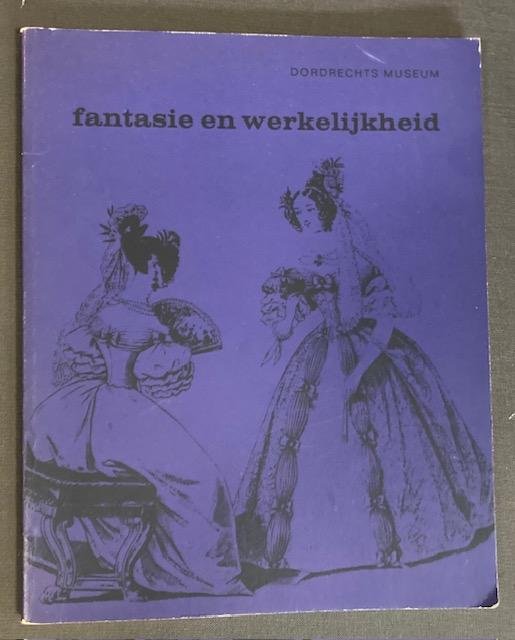 DORDRECHTS MUSEUM
fantasie en werkelijkheid